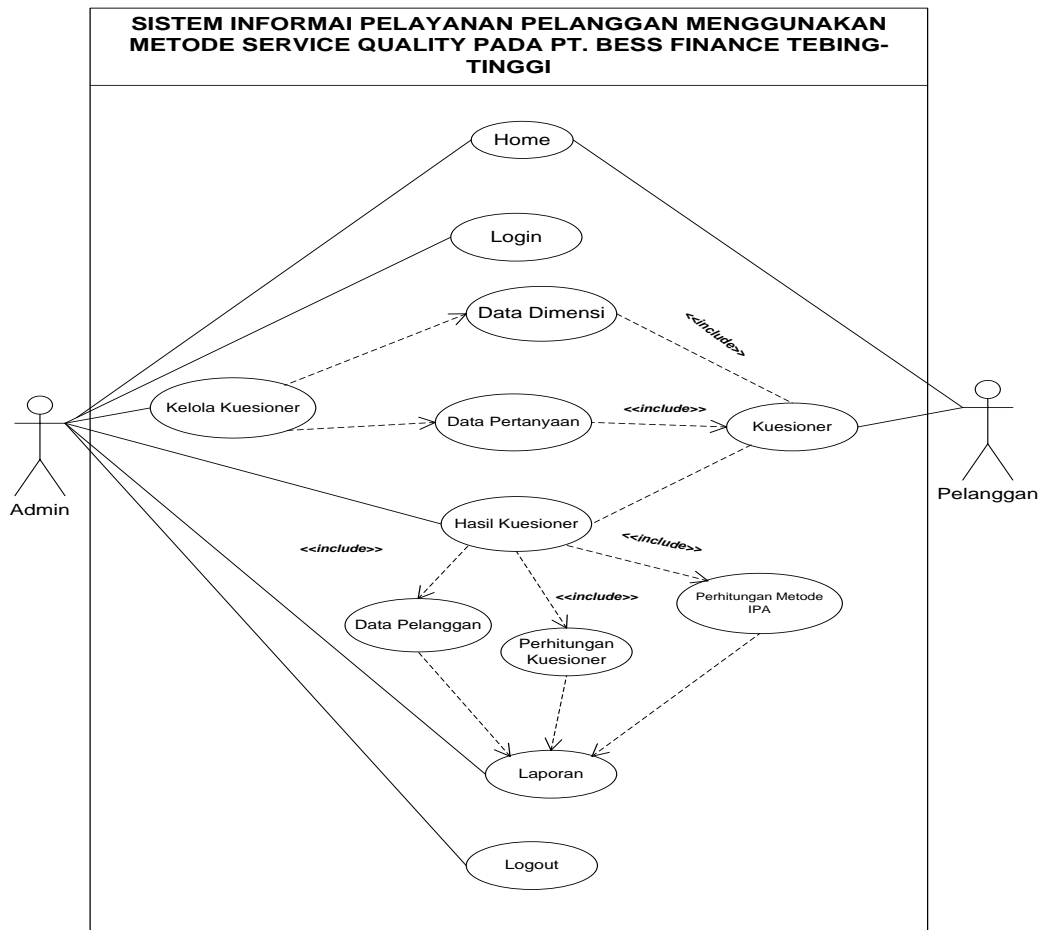 SISTEM INFORMAI PELAYANAN PELANGGAN MENGGUNAKAN
METODE SERVICE QUALITY PADA PT. BESS FINANCE TEBING-
TINGGI
Home
Login
Data Dimensi
<<include>>
Kelola Kuesioner
Data Pertanyaan
<<include>>
Kuesioner
Admin
Pelanggan
Hasil Kuesioner
<<include>>
<<include>>
<<include>>
Perhitungan Metode
IPA
Data Pelanggan
Perhitungan
Kuesioner
Laporan
Logout